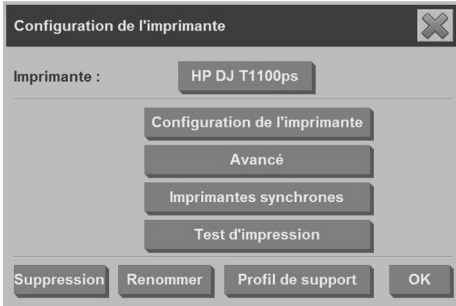 Configuration de l'imprimante
Imprimante : HP DJ T1100ps
Configuration de l'imprimante
Avancé
Imprimantes synchrones
Test d'impression
Suppression Renommer Profil de support OK